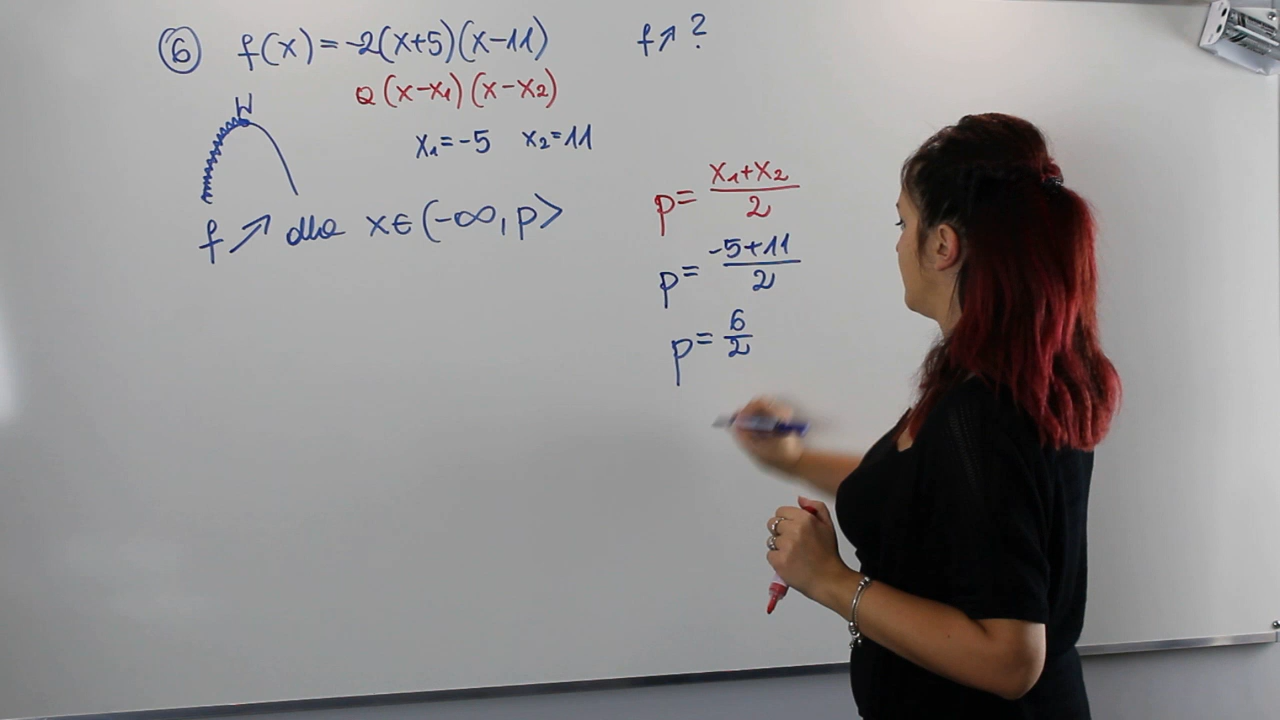 ⑥ f(x) = -2(x+5)(x-11) f↗?
a(x-x₁)(x-x₂)
W
x₁=-5 x₂=11
f ↗ dla x∈(-∞,p>
p= x₁+x₂/2
p= -5+11/2
p= 6/2